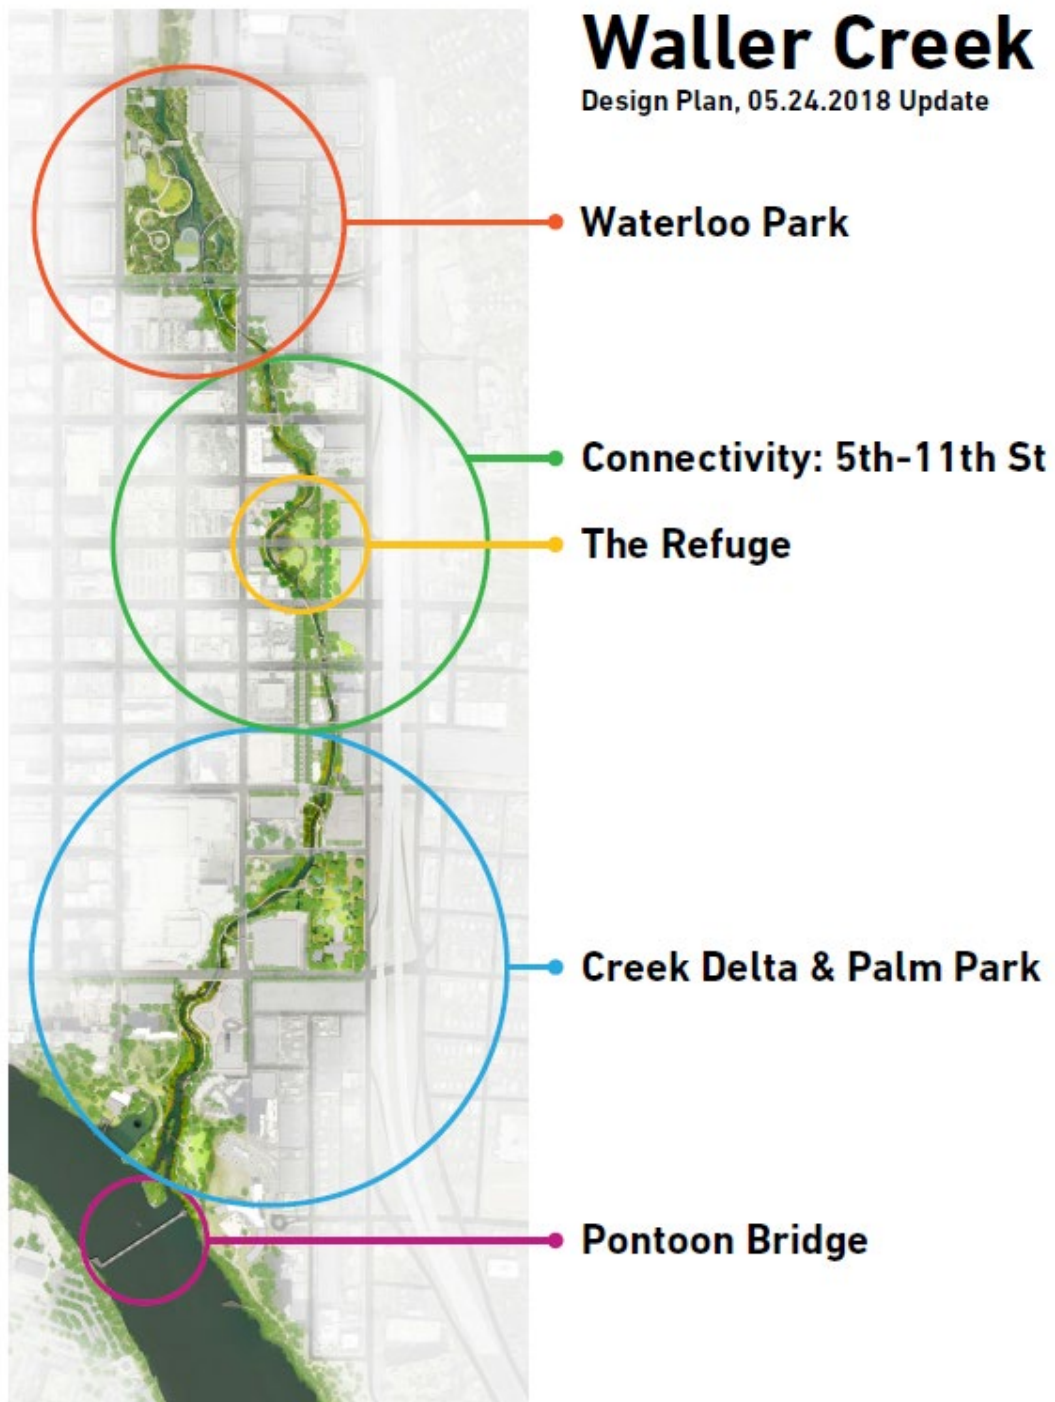 Waller Creek
Design Plan, 05.24.2018 Update
Waterloo Park
Connectivity: 5th-11th St
The Refuge
Creek Delta & Palm Park
Pontoon Bridge